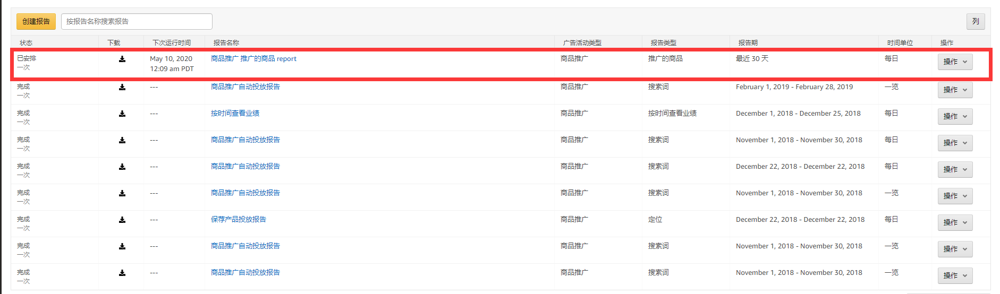 创建报告
按报告名称搜索报告
列
状态 下载 下次运行时间 报告名称 广告活动类型 报告类型 报告期 时间单位 操作
已安排 May 10, 2020 商品推广 推广的商品 report 商品推广 推广的商品 最近 30 天 每日 操作
一次 12:09 am PDT
完成 --- 商品推广自动投放报告 商品推广 搜索词 February 1, 2019 - February 28, 2019 一览 操作
一次
完成 --- 按时间查看业绩 商品推广 按时间查看业绩 December 1, 2018 - December 25, 2018 每日 操作
一次
完成 --- 商品推广自动投放报告 商品推广 搜索词 November 1, 2018 - November 30, 2018 每日 操作
一次
完成 --- 商品推广自动投放报告 商品推广 搜索词 December 22, 2018 - December 22, 2018 每日 操作
一次
完成 --- 商品推广自动投放报告 商品推广 搜索词 November 1, 2018 - November 30, 2018 一览 操作
一次
完成 --- 保荐产品投放报告 商品推广 定位 December 22, 2018 - December 22, 2018 每日 操作
一次
完成 --- 商品推广自动投放报告 商品推广 搜索词 November 1, 2018 - November 30, 2018 一览 操作
一次
完成 --- 商品推广自动投放报告 商品推广 搜索词 November 1, 2018 - November 30, 2018 一览 操作
一次